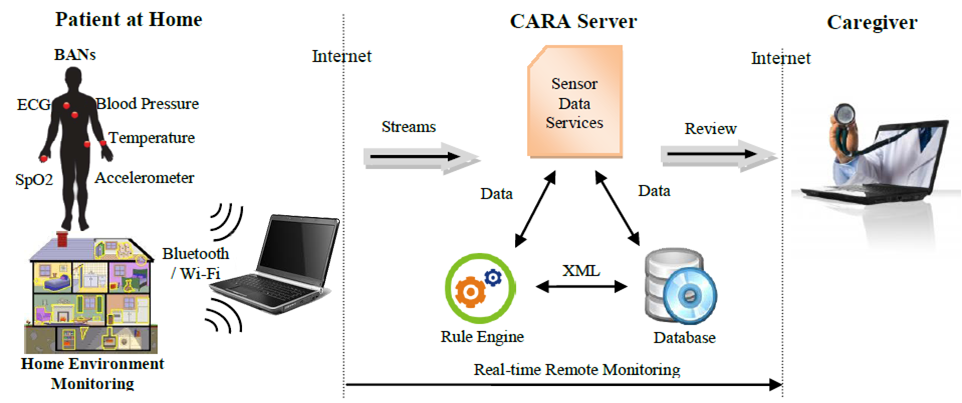 Patient at Home
CARA Server
Caregiver
BANs
Internet
Internet
ECG
Blood Pressure
Temperature
SpO2
Accelerometer
Bluetooth
/ Wi-Fi
Home Environment
Monitoring
Streams
Sensor
Data
Services
Review
Data
Data
XML
Rule Engine
Database
Real-time Remote Monitoring